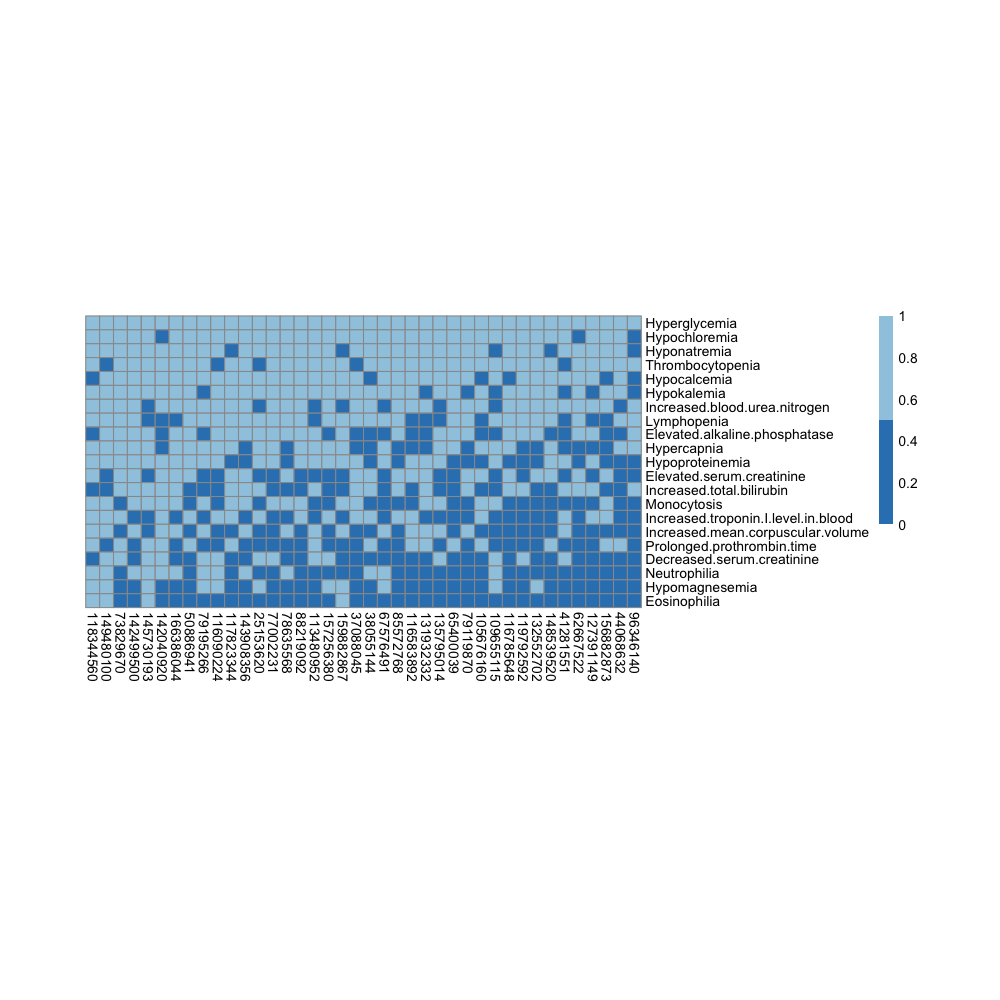 Hyperglycemia
Hypochloremia
Hyponatremia
Thrombocytopenia
Hypocalcemia
Hypokalemia
Increased.blood.urea.nitrogen
Lymphopenia
Elevated.alkaline.phosphatase
Hypercapnia
Hypoproteinemia
Elevated.serum.creatinine
Increased.total.bilirubin
Monocytosis
Increased.troponin.I.level.in.blood
Increased.mean.corpuscular.volume
Prolonged.prothrombin.time
Decreased.serum.creatinine
Neutrophilia
Hypomagnesemia
Eosinophilia
1
0.8
0.6
0.4
0.2
0
118344560
149480100
73829670
142499500
145730193
142040920
166386044
50886941
79195266
116090224
117823344
143908356
25153620
77002231
78635568
88219092
113480952
157256380
159882867
37088045
38055144
67576491
85572768
116583892
131932332
135795014
65400039
79119870
105676160
109655115
116785648
119792592
132552702
148539520
41281551
62667522
127391149
156882873
44068632
96346140